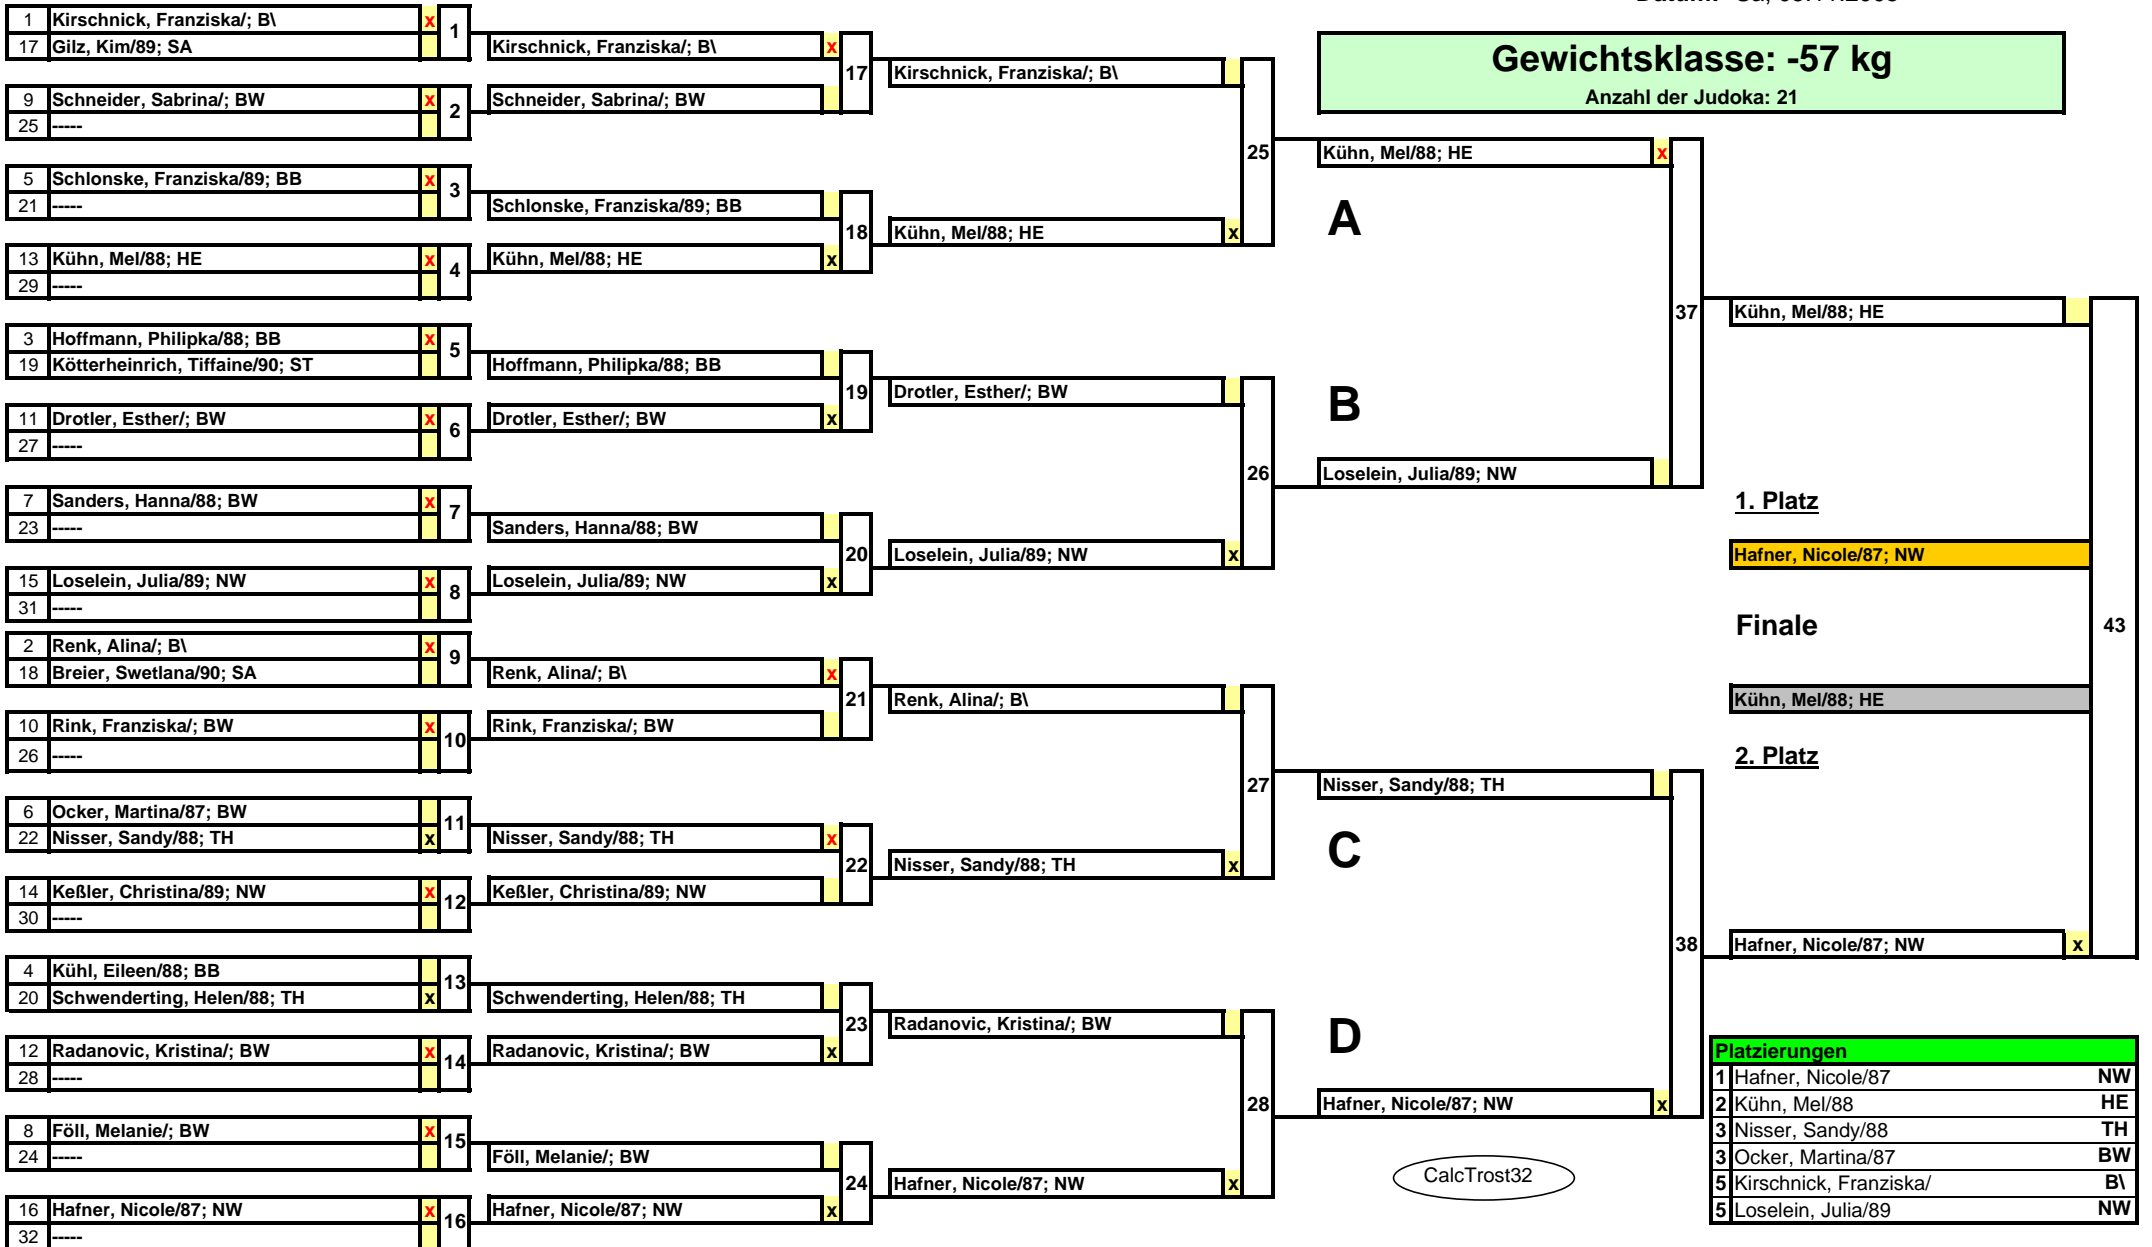 Gewichtsklasse: -57 kg
Anzahl der Judoka: 21
1 Kirschnick, Franziska/; B\ x
17 Gilz, Kim/89; SA
1
9 Schneider, Sabrina/; BW x
25 -----
2
5 Schlonske, Franziska/89; BB x
21 -----
3
13 Kühn, Mel/88; HE x
29 -----
4
3 Hoffmann, Philipka/88; BB x
19 Kötterheinrich, Tiffaine/90; ST
5
11 Drotler, Esther/; BW x
27 -----
6
7 Sanders, Hanna/88; BW x
23 -----
7
15 Loselein, Julia/89; NW x
31 -----
8
2 Renk, Alina/; B\ x
18 Breier, Swetlana/90; SA
9
10 Rink, Franziska/; BW x
26 -----
10
6 Ocker, Martina/87; BW
22 Nisser, Sandy/88; TH x
11
14 Keßler, Christina/89; NW x
30 -----
12
4 Kühl, Eileen/88; BB
20 Schwenderting, Helen/88; TH x
13
12 Radanovic, Kristina/; BW x
28 -----
14
8 Föll, Melanie/; BW x
24 -----
15
16 Hafner, Nicole/87; NW x
32 -----
16
Kirschnick, Franziska/; B\ x
Schneider, Sabrina/; BW
17
Schlonske, Franziska/89; BB
Kühn, Mel/88; HE x
18
Hoffmann, Philipka/88; BB
Drotler, Esther/; BW x
19
Sanders, Hanna/88; BW
Loselein, Julia/89; NW x
20
Renk, Alina/; B\ x
Rink, Franziska/; BW
21
Nisser, Sandy/88; TH x
Keßler, Christina/89; NW
22
Schwenderting, Helen/88; TH
Radanovic, Kristina/; BW x
23
Föll, Melanie/; BW
Hafner, Nicole/87; NW x
24
Kirschnick, Franziska/; B\
Kühn, Mel/88; HE x
25
Drotler, Esther/; BW
Loselein, Julia/89; NW x
26
Renk, Alina/; B\
Nisser, Sandy/88; TH x
27
Radanovic, Kristina/; BW
Hafner, Nicole/87; NW x
28
Kühn, Mel/88; HE x
A
B
Loselein, Julia/89; NW
37
Nisser, Sandy/88; TH
C
D
Hafner, Nicole/87; NW x
38
CalcTrost32
Kühn, Mel/88; HE
1. Platz
Hafner, Nicole/87; NW
Finale
43
Kühn, Mel/88; HE
2. Platz
Hafner, Nicole/87; NW x
Platzierungen
1 Hafner, Nicole/87 NW
2 Kühn, Mel/88 HE
3 Nisser, Sandy/88 TH
3 Ocker, Martina/87 BW
5 Kirschnick, Franziska/ B\
5 Loselein, Julia/89 NW